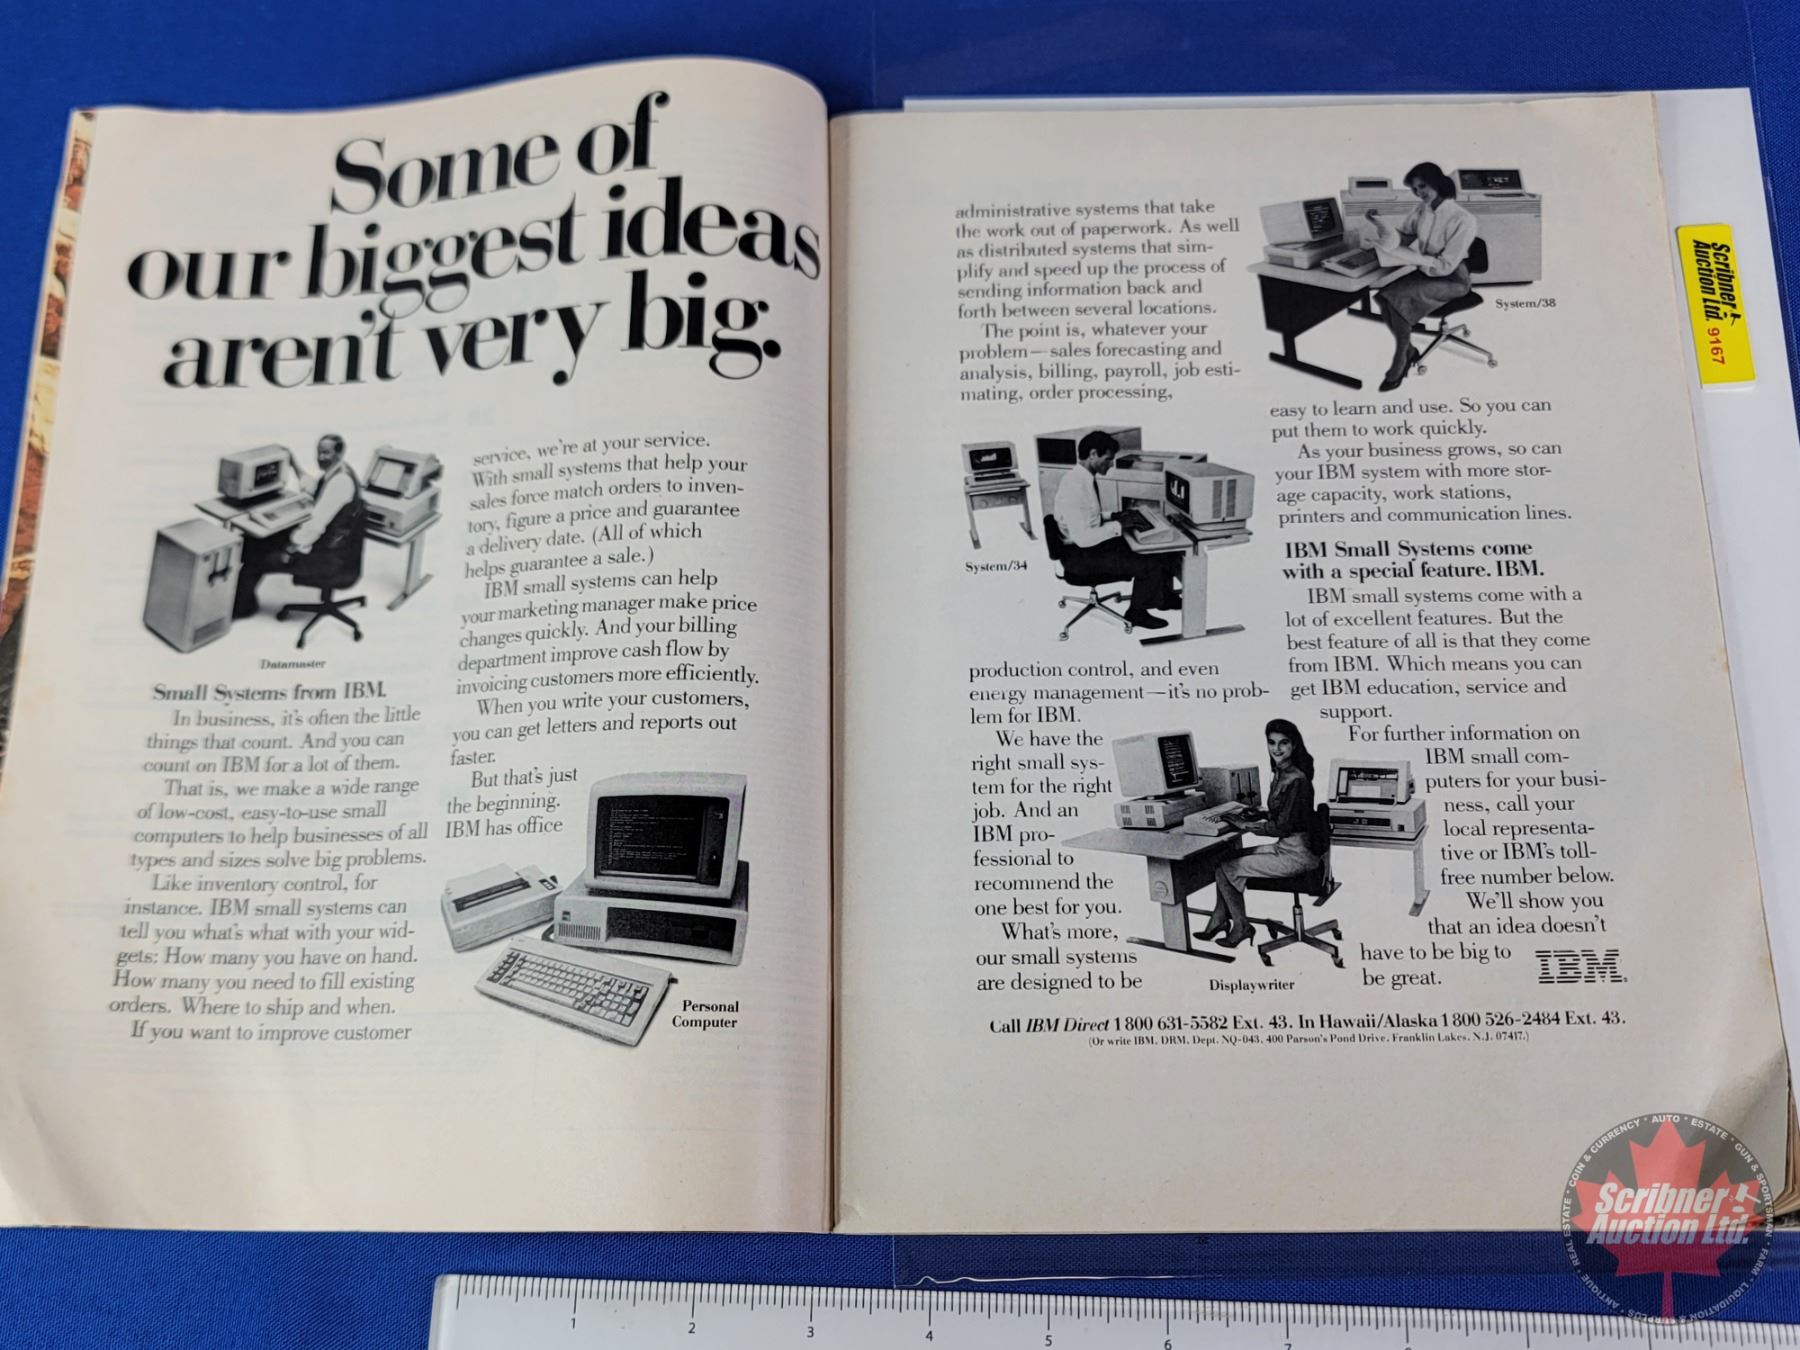 Some of
our biggest ideas
aren't very big.
Datamaster
Small Systems from IBM.
In business, it's often the little
things that count. And you can
count on IBM for a lot of them.
That is, we make a wide range
of low-cost, easy-to-use small
computers to help businesses of all
types and sizes solve big problems.
Like inventory control, for
instance. IBM small systems can
tell you what's what with your wid-
gets: How many you have on hand.
How many you need to fill existing
orders. Where to ship and when.
If you want to improve customer
service, we're at your service.
With small systems that help your
sales force match orders to inven-
tory, figure a price and guarantee
a delivery date. (All of which
helps guarantee a sale.)
IBM small systems can help
your marketing manager make price
changes quickly. And your billing
department improve cash flow by
invoicing customers more efficiently.
When you write your customers,
you can get letters and reports out
faster.
But that's just
the beginning.
IBM has office
Personal
Computer
administrative systems that take
the work out of paperwork. As well
as distributed systems that sim-
plify and speed up the process of
sending information back and
forth between several locations.
The point is, whatever your
problem—sales forecasting and
analysis, billing, payroll, job esti-
mating, order processing,
System/34
production control, and even
energy management—it's no prob-
lem for IBM.
We have the
right small sys-
tem for the right
job. And an
IBM pro-
fessional to
recommend the
one best for you.
What's more,
our small systems
are designed to be
System/38
easy to learn and use. So you can
put them to work quickly.
As your business grows, so can
your IBM system with more stor-
age capacity, work stations,
printers and communication lines.
IBM Small Systems come
with a special feature. IBM.
IBM small systems come with a
lot of excellent features. But the
best feature of all is that they come
from IBM. Which means you can
get IBM education, service and
support.
For further information on
IBM small com-
puters for your busi-
ness, call your
local representa-
tive or IBM's toll-
free number below.
We'll show you
that an idea doesn't
have to be big to
be great.
Displaywriter
IBM.
Call IBM Direct 1 800 631-5582 Ext. 43. In Hawaii/Alaska 1 800 526-2484 Ext. 43.
(Or write IBM, DRM, Dept. NQ-043, 400 Parson's Pond Drive, Franklin Lakes, N.J. 07417.)
Scribner
Auction Ltd. 9167
COIN & CURRENCY • AUTO • ESTATE • GUN & SPORTSMAN • FARM • LIQUIDATION • SURPLUS • ANTIQUE • REAL ESTATE
Scribner
Auction Ltd.
1 2 3 4 5 6 7 8